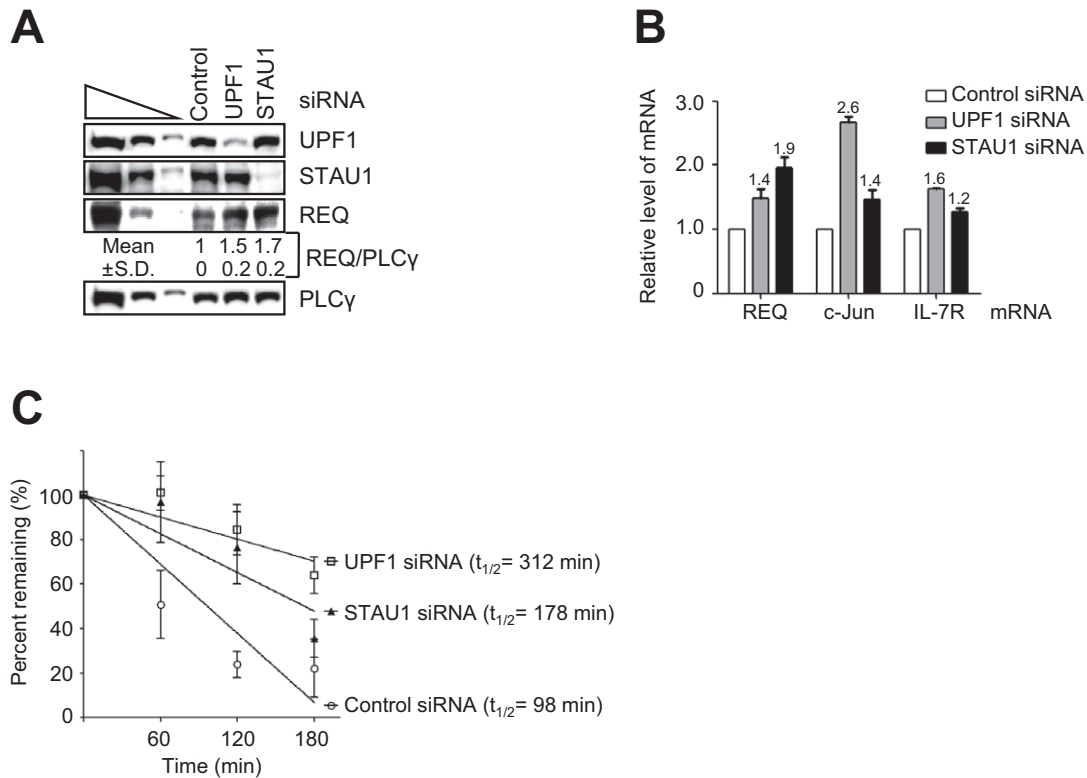 A
Control
UPF1
STAU1
siRNA
UPF1
STAU1
REQ
Mean 1 1.5 1.7
±S.D. 0 0.2 0.2
REQ/PLCγ
PLCγ
B
Control siRNA
UPF1 siRNA
STAU1 siRNA
Relative level of mRNA
3.0
2.0
1.0
0
1.4
1.9
2.6
1.4
1.6
1.2
REQ c-Jun IL-7R mRNA
C
Percent remaining (%)
100
80
60
40
20
0
UPF1 siRNA (t1/2= 312 min)
STAU1 siRNA (t1/2= 178 min)
Control siRNA (t1/2= 98 min)
60 120 180
Time (min)